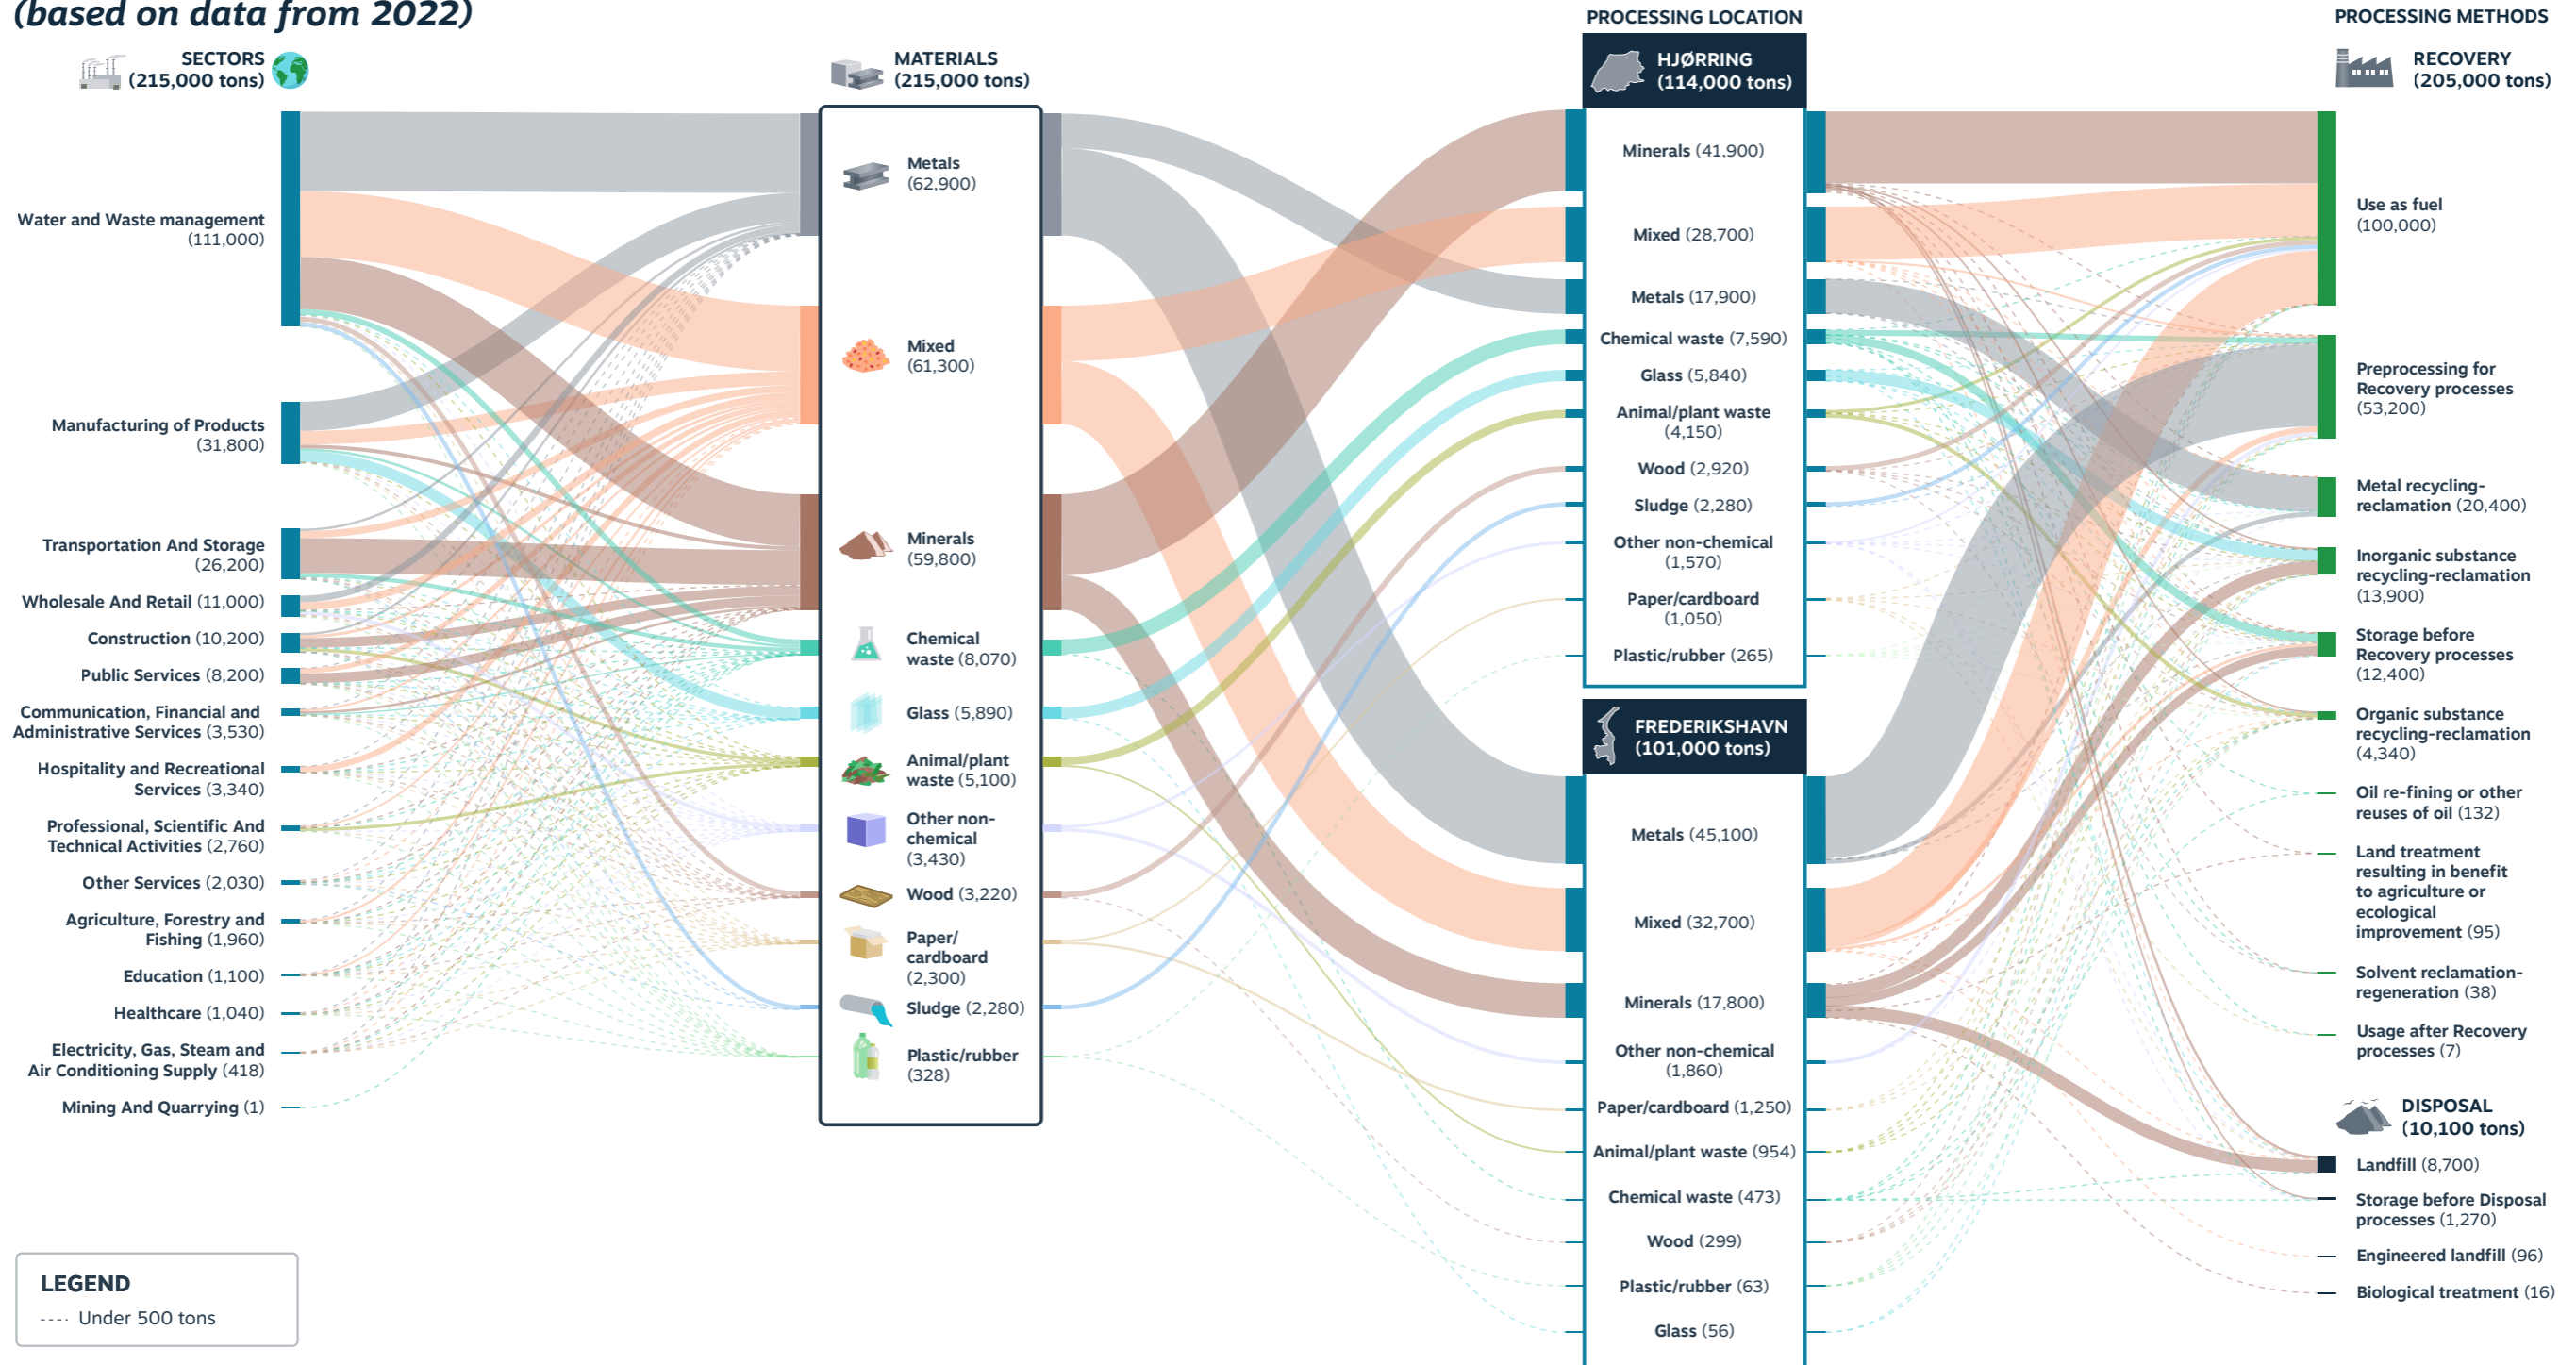 (based on data from 2022)
SECTORS
(215,000 tons)
Water and Waste management
(111,000)
Manufacturing of Products
(31,800)
Transportation And Storage
(26,200)
Wholesale And Retail (11,000)
Construction (10,200)
Public Services (8,200)
Communication, Financial and
Administrative Services (3,530)
Hospitality and Recreational
Services (3,340)
Professional, Scientific And
Technical Activities (2,760)
Other Services (2,030)
Agriculture, Forestry and
Fishing (1,960)
Education (1,100)
Healthcare (1,040)
Electricity, Gas, Steam and
Air Conditioning Supply (418)
Mining And Quarrying (1)
LEGEND
Under 500 tons
MATERIALS
(215,000 tons)
Metals
(62,900)
Mixed
(61,300)
Minerals
(59,800)
Chemical
waste (8,070)
Glass (5,890)
Animal/plant
waste (5,100)
Other non-
chemical
(3,430)
Wood (3,220)
Paper/
cardboard
(2,300)
Sludge (2,280)
Plastic/rubber
(328)
PROCESSING LOCATION
HJØRRING
(114,000 tons)
Minerals (41,900)
Mixed (28,700)
Metals (17,900)
Chemical waste (7,590)
Glass (5,840)
Animal/plant waste
(4,150)
Wood (2,920)
Sludge (2,280)
Other non-chemical
(1,570)
Paper/cardboard
(1,050)
Plastic/rubber (265)
FREDERIKSHAVN
(101,000 tons)
Metals (45,100)
Mixed (32,700)
Minerals (17,800)
Other non-chemical
(1,860)
Paper/cardboard (1,250)
Animal/plant waste (954)
Chemical waste (473)
Wood (299)
Plastic/rubber (63)
Glass (56)
PROCESSING METHODS
RECOVERY
(205,000 tons)
Use as fuel
(100,000)
Preprocessing for
Recovery processes
(53,200)
Metal recycling-
reclamation (20,400)
Inorganic substance
recycling-reclamation
(13,900)
Storage before
Recovery processes
(12,400)
Organic substance
recycling-reclamation
(4,340)
Oil re-fining or other
reuses of oil (132)
Land treatment
resulting in benefit
to agriculture or
ecological
improvement (95)
Solvent reclamation-
regeneration (38)
Usage after Recovery
processes (7)
DISPOSAL
(10,100 tons)
Landfill (8,700)
Storage before Disposal
processes (1,270)
Engineered landfill (96)
Biological treatment (16)